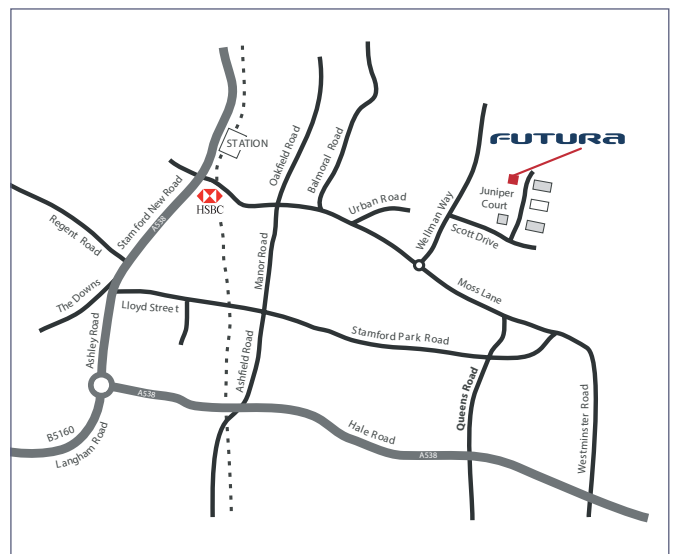 FUTURA
STATION
Oakfield Road
Balmoral Road
Juniper
Court
HSBC
Urban Road
Stamford New Road
A538
Wellman Way
Scott Drive
Regent Road
Manor Road
The Downs
Lloyd Street
Moss Lane
Ashley Road
Stamford Park Road
Ashfield Road
Queens Road
A538
Westminster Road
B5160
Langham Road
Hale Road
A538